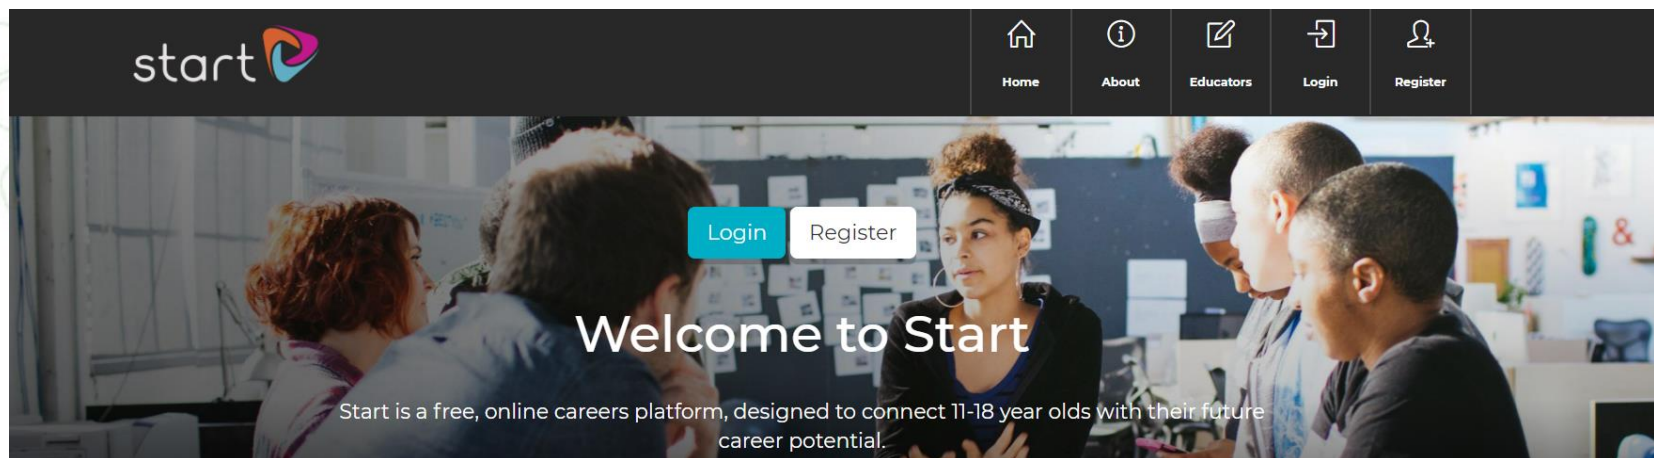 start
Home
About
Educators
Login
Register
Login
Register
&
Welcome to Start
Start is a free, online careers platform, designed to connect 11-18 year olds with their future
career potential.